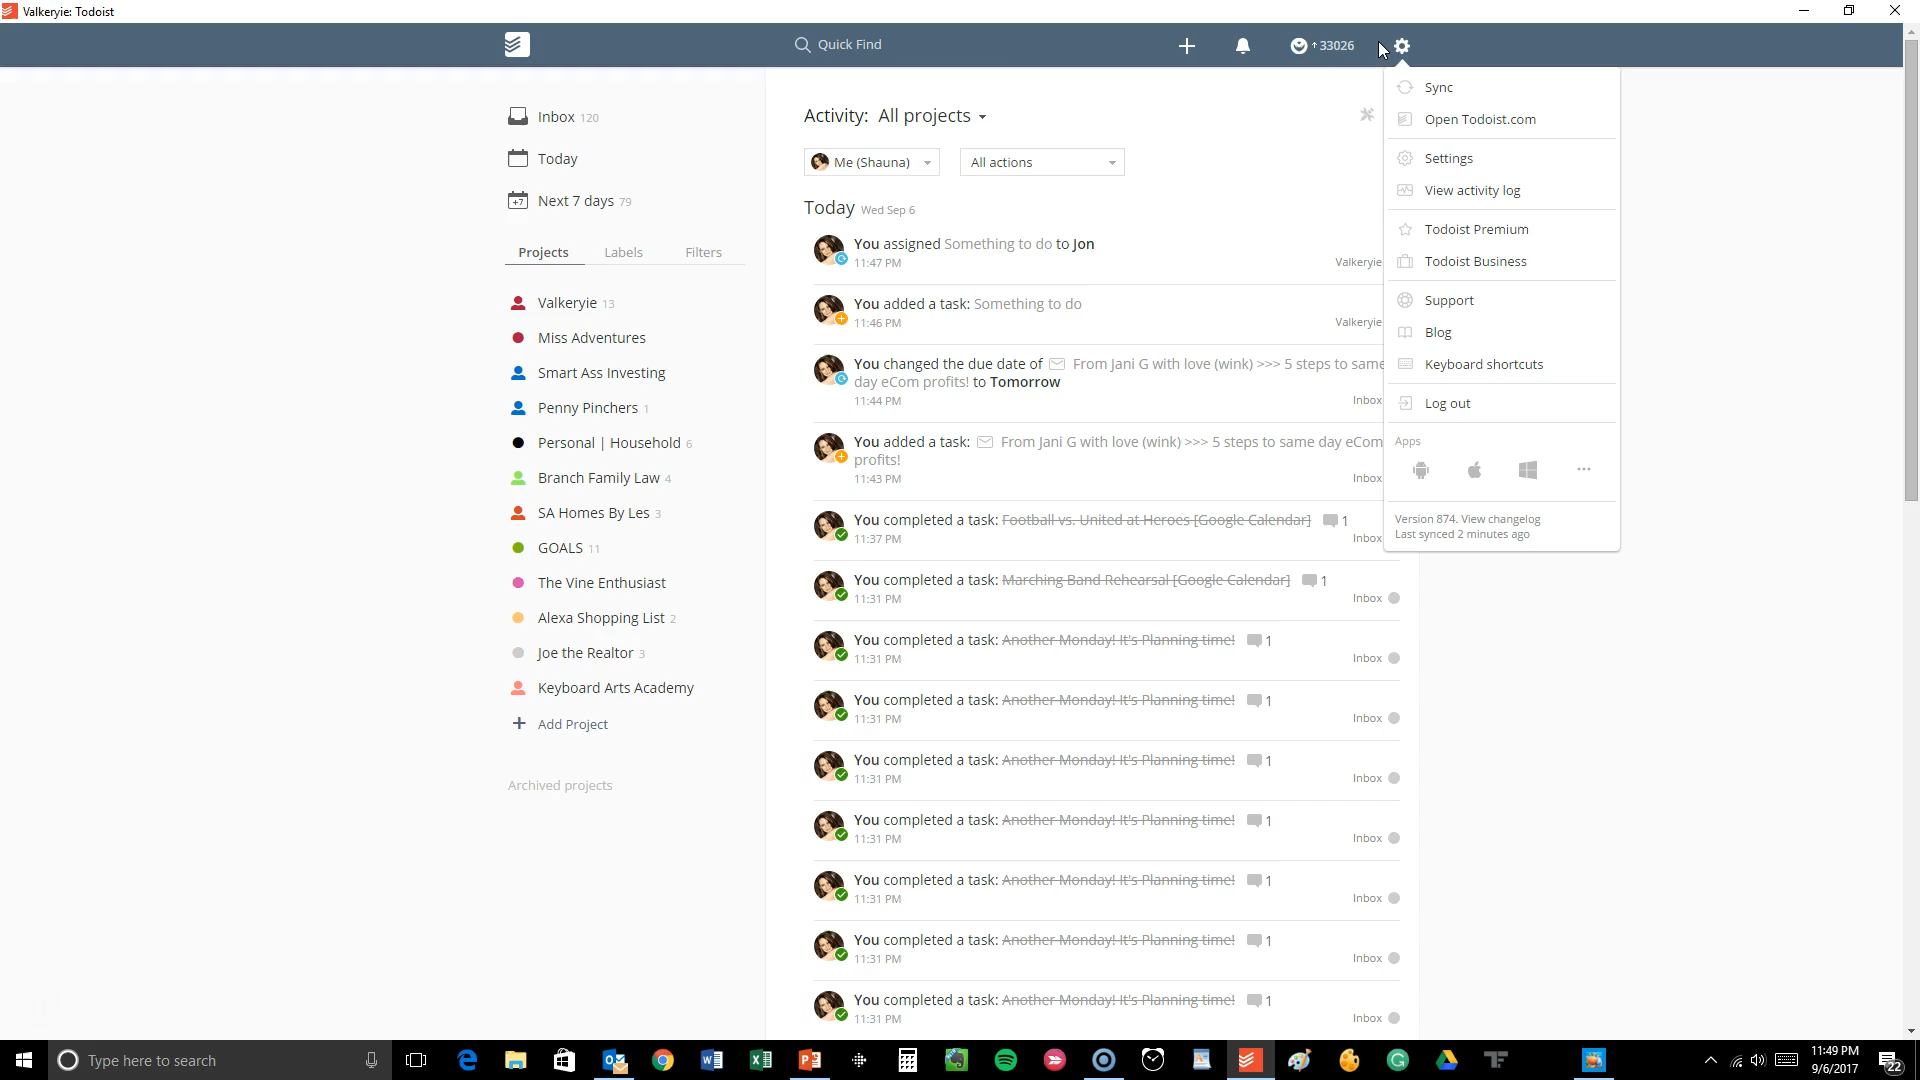 Valkeryie: Todoist
Quick Find
33026
Inbox 120
Today
+7 Next 7 days 79
Projects Labels Filters
Valkeryie 13
Miss Adventures
Smart Ass Investing
Penny Pinchers 1
Personal | Household 6
Branch Family Law 4
SA Homes By Les 3
GOALS 11
The Vine Enthusiast
Alexa Shopping List 2
Joe the Realtor 3
Keyboard Arts Academy
+ Add Project
Archived projects
Activity: All projects
Me (Shauna) All actions
Today Wed Sep 6
You assigned Something to do to Jon
11:47 PM Valkeryie
You added a task: Something to do
11:46 PM Valkeryie
You changed the due date of From Jani G with love (wink) >>> 5 steps to same
day eCom profits! to Tomorrow
11:44 PM Inbox
You added a task: From Jani G with love (wink) >>> 5 steps to same day eCom
profits!
11:43 PM Inbox
You completed a task: Football vs. United at Heroes [Google Calendar] 1
11:37 PM Inbox
You completed a task: Marching Band Rehearsal [Google Calendar] 1
11:31 PM Inbox
You completed a task: Another Monday! It's Planning time! 1
11:31 PM Inbox
You completed a task: Another Monday! It's Planning time! 1
11:31 PM Inbox
You completed a task: Another Monday! It's Planning time! 1
11:31 PM Inbox
You completed a task: Another Monday! It's Planning time! 1
11:31 PM Inbox
You completed a task: Another Monday! It's Planning time! 1
11:31 PM Inbox
You completed a task: Another Monday! It's Planning time! 1
11:31 PM Inbox
You completed a task: Another Monday! It's Planning time! 1
11:31 PM Inbox
Sync
Open Todoist.com
Settings
View activity log
Todoist Premium
Todoist Business
Support
Blog
Keyboard shortcuts
Log out
Apps
Version 874. View changelog
Last synced 2 minutes ago
Type here to search
11:49 PM
9/6/2017
22